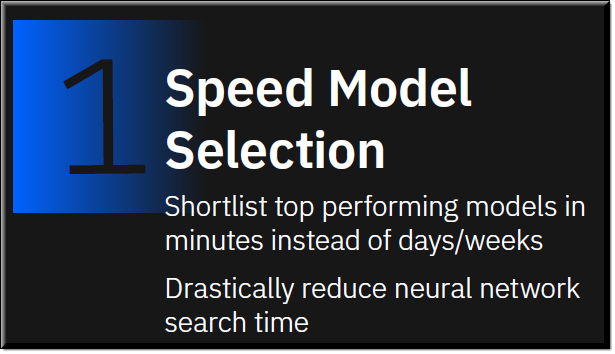 1
Speed Model
Selection
Shortlist top performing models in
minutes instead of days/weeks
Drastically reduce neural network
search time